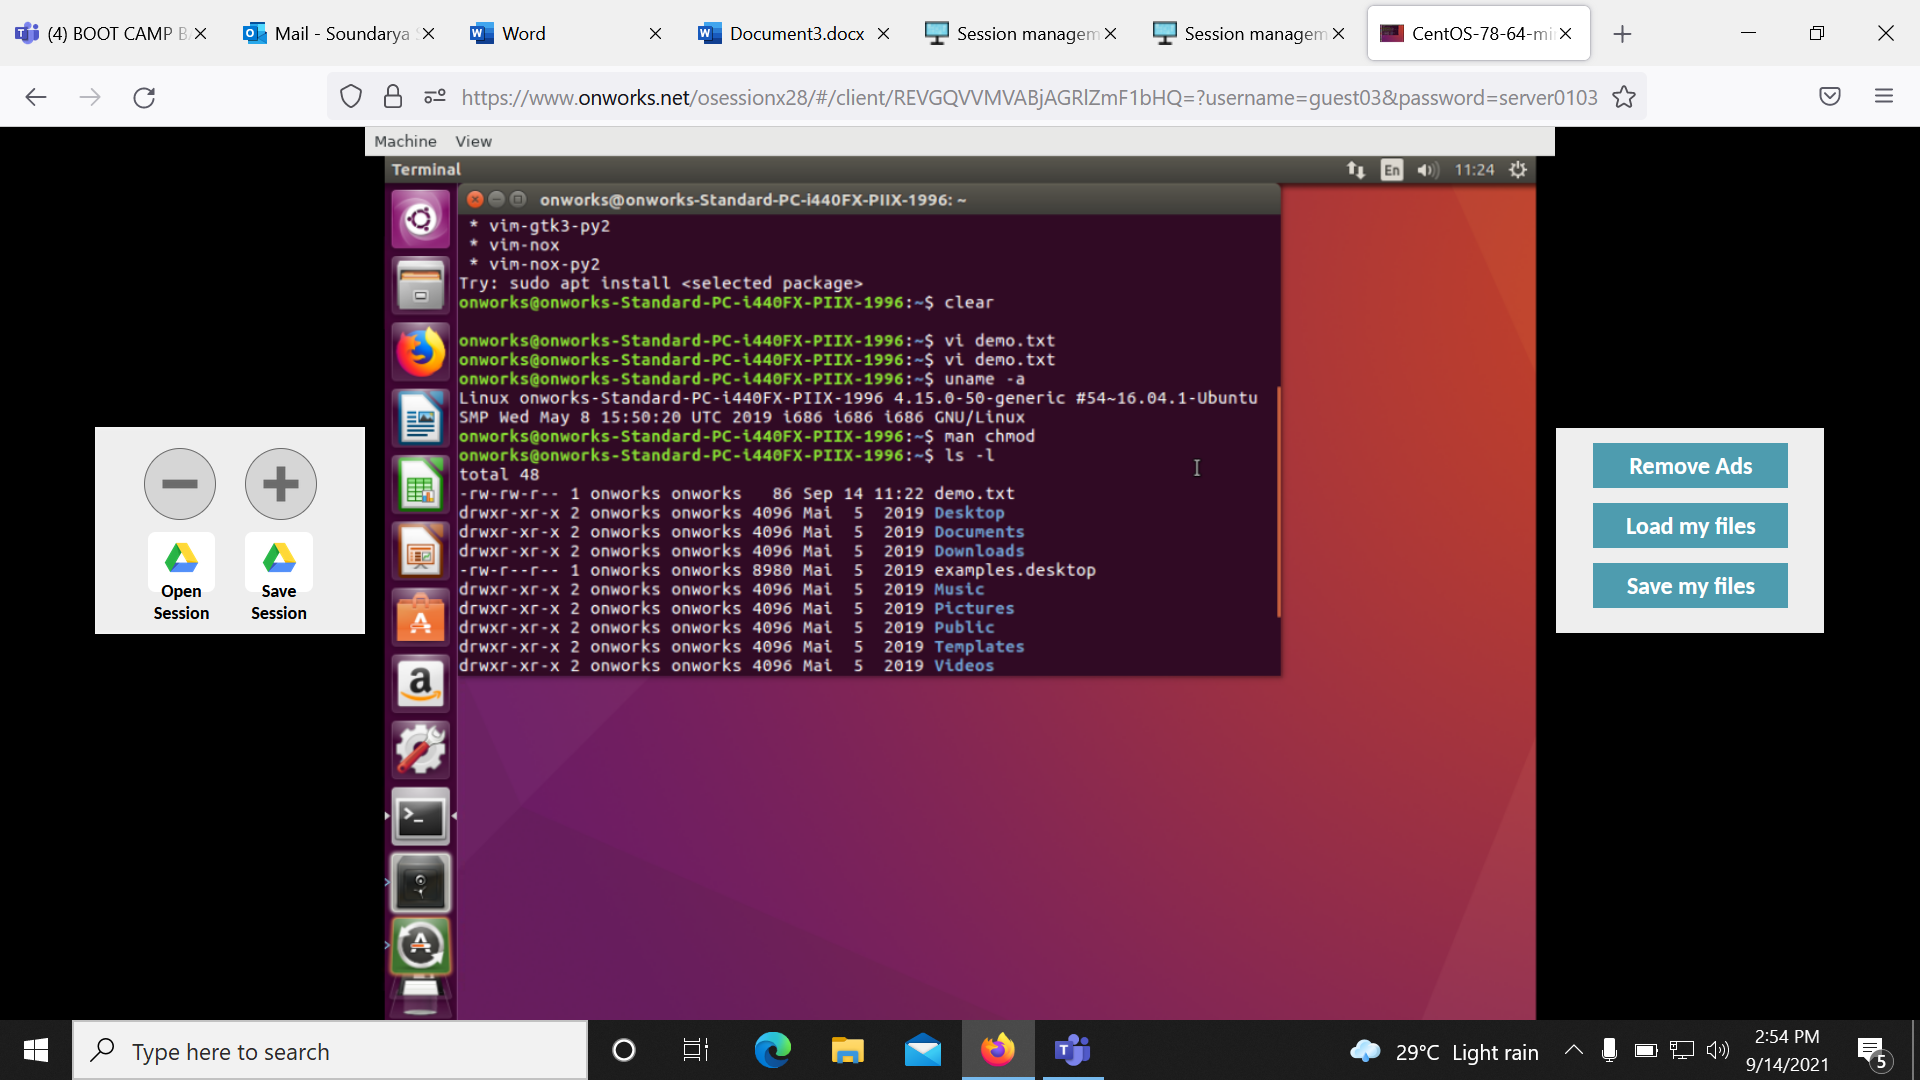 (4) BOOT CAMP B
Mail - Soundarya
Word
Document3.docx
Session managem
Session managem
CentOS-78-64-mi
https://www.onworks.net/osessionx28/#/client/REVGQVVMVABjAGRlZmF1bHQ=?username=guest03&password=server0103
Machine View
Terminal
En
11:24
onworks@onworks-Standard-PC-i440FX-PIIX-1996: ~
* vim-gtk3-py2
* vim-nox
* vim-nox-py2
Try: sudo apt install <selected package>
onworks@onworks-Standard-PC-i440FX-PIIX-1996:~$ clear
onworks@onworks-Standard-PC-i440FX-PIIX-1996:~$ vi demo.txt
onworks@onworks-Standard-PC-i440FX-PIIX-1996:~$ vi demo.txt
onworks@onworks-Standard-PC-i440FX-PIIX-1996:~$ uname -a
Linux onworks-Standard-PC-i440FX-PIIX-1996 4.15.0-50-generic #54~16.04.1-Ubuntu
SMP Wed May 8 15:50:20 UTC 2019 i686 i686 i686 GNU/Linux
onworks@onworks-Standard-PC-i440FX-PIIX-1996:~$ man chmod
onworks@onworks-Standard-PC-i440FX-PIIX-1996:~$ ls -l
total 48
-rw-rw-r-- 1 onworks onworks 86 Sep 14 11:22 demo.txt
drwxr-xr-x 2 onworks onworks 4096 Mai 5 2019 Desktop
drwxr-xr-x 2 onworks onworks 4096 Mai 5 2019 Documents
drwxr-xr-x 2 onworks onworks 4096 Mai 5 2019 Downloads
-rw-r--r-- 1 onworks onworks 8980 Mai 5 2019 examples.desktop
drwxr-xr-x 2 onworks onworks 4096 Mai 5 2019 Music
drwxr-xr-x 2 onworks onworks 4096 Mai 5 2019 Pictures
drwxr-xr-x 2 onworks onworks 4096 Mai 5 2019 Public
drwxr-xr-x 2 onworks onworks 4096 Mai 5 2019 Templates
drwxr-xr-x 2 onworks onworks 4096 Mai 5 2019 Videos
Open
Session
Save
Session
Remove Ads
Load my files
Save my files
Type here to search
29°C Light rain
2:54 PM
9/14/2021
5